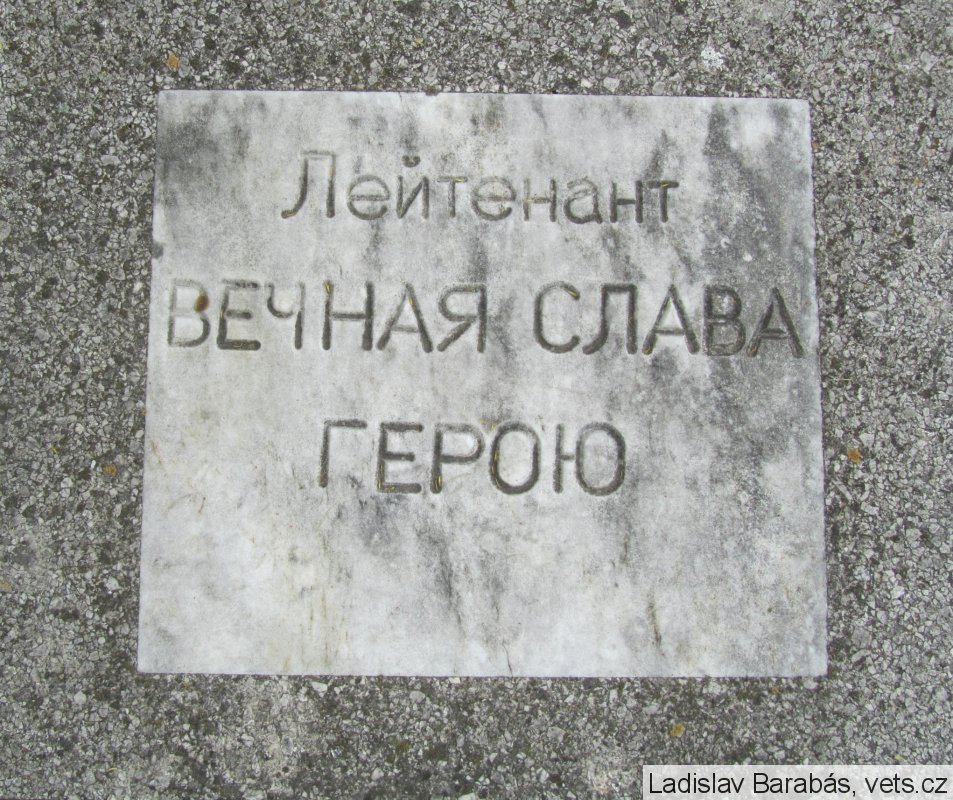 Лейтенант
ВЕЧНАЯ СЛАВА
ГЕРОЮ
Ladislav Barabás, vets.cz